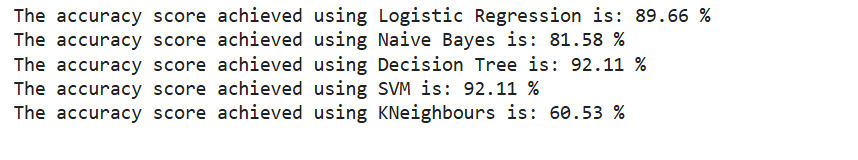 The accuracy score achieved using Logistic Regression is: 89.66 %
The accuracy score achieved using Naive Bayes is: 81.58 %
The accuracy score achieved using Decision Tree is: 92.11 %
The accuracy score achieved using SVM is: 92.11 %
The accuracy score achieved using KNeighbours is: 60.53 %